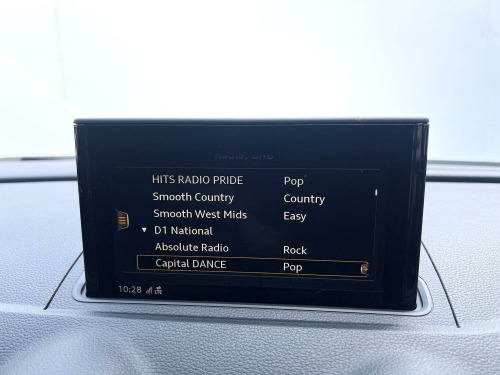 HITS RADIO PRIDE Pop
Smooth Country Country
Smooth West Mids Easy
D1 National
Absolute Radio Rock
Capital DANCE Pop
10:28